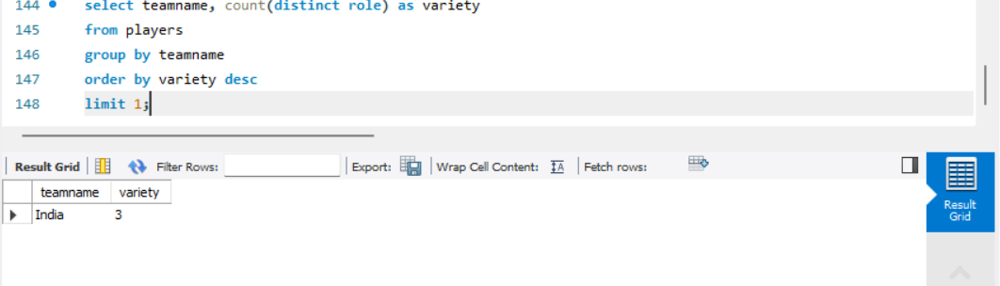 144 select teamname, count(distinct role) as variety
145 from players
146 group by teamname
147 order by variety desc
148 limit 1;
Result Grid Filter Rows: Export: Wrap Cell Content: IA Fetch rows:
teamname variety
India 3
Result
Grid